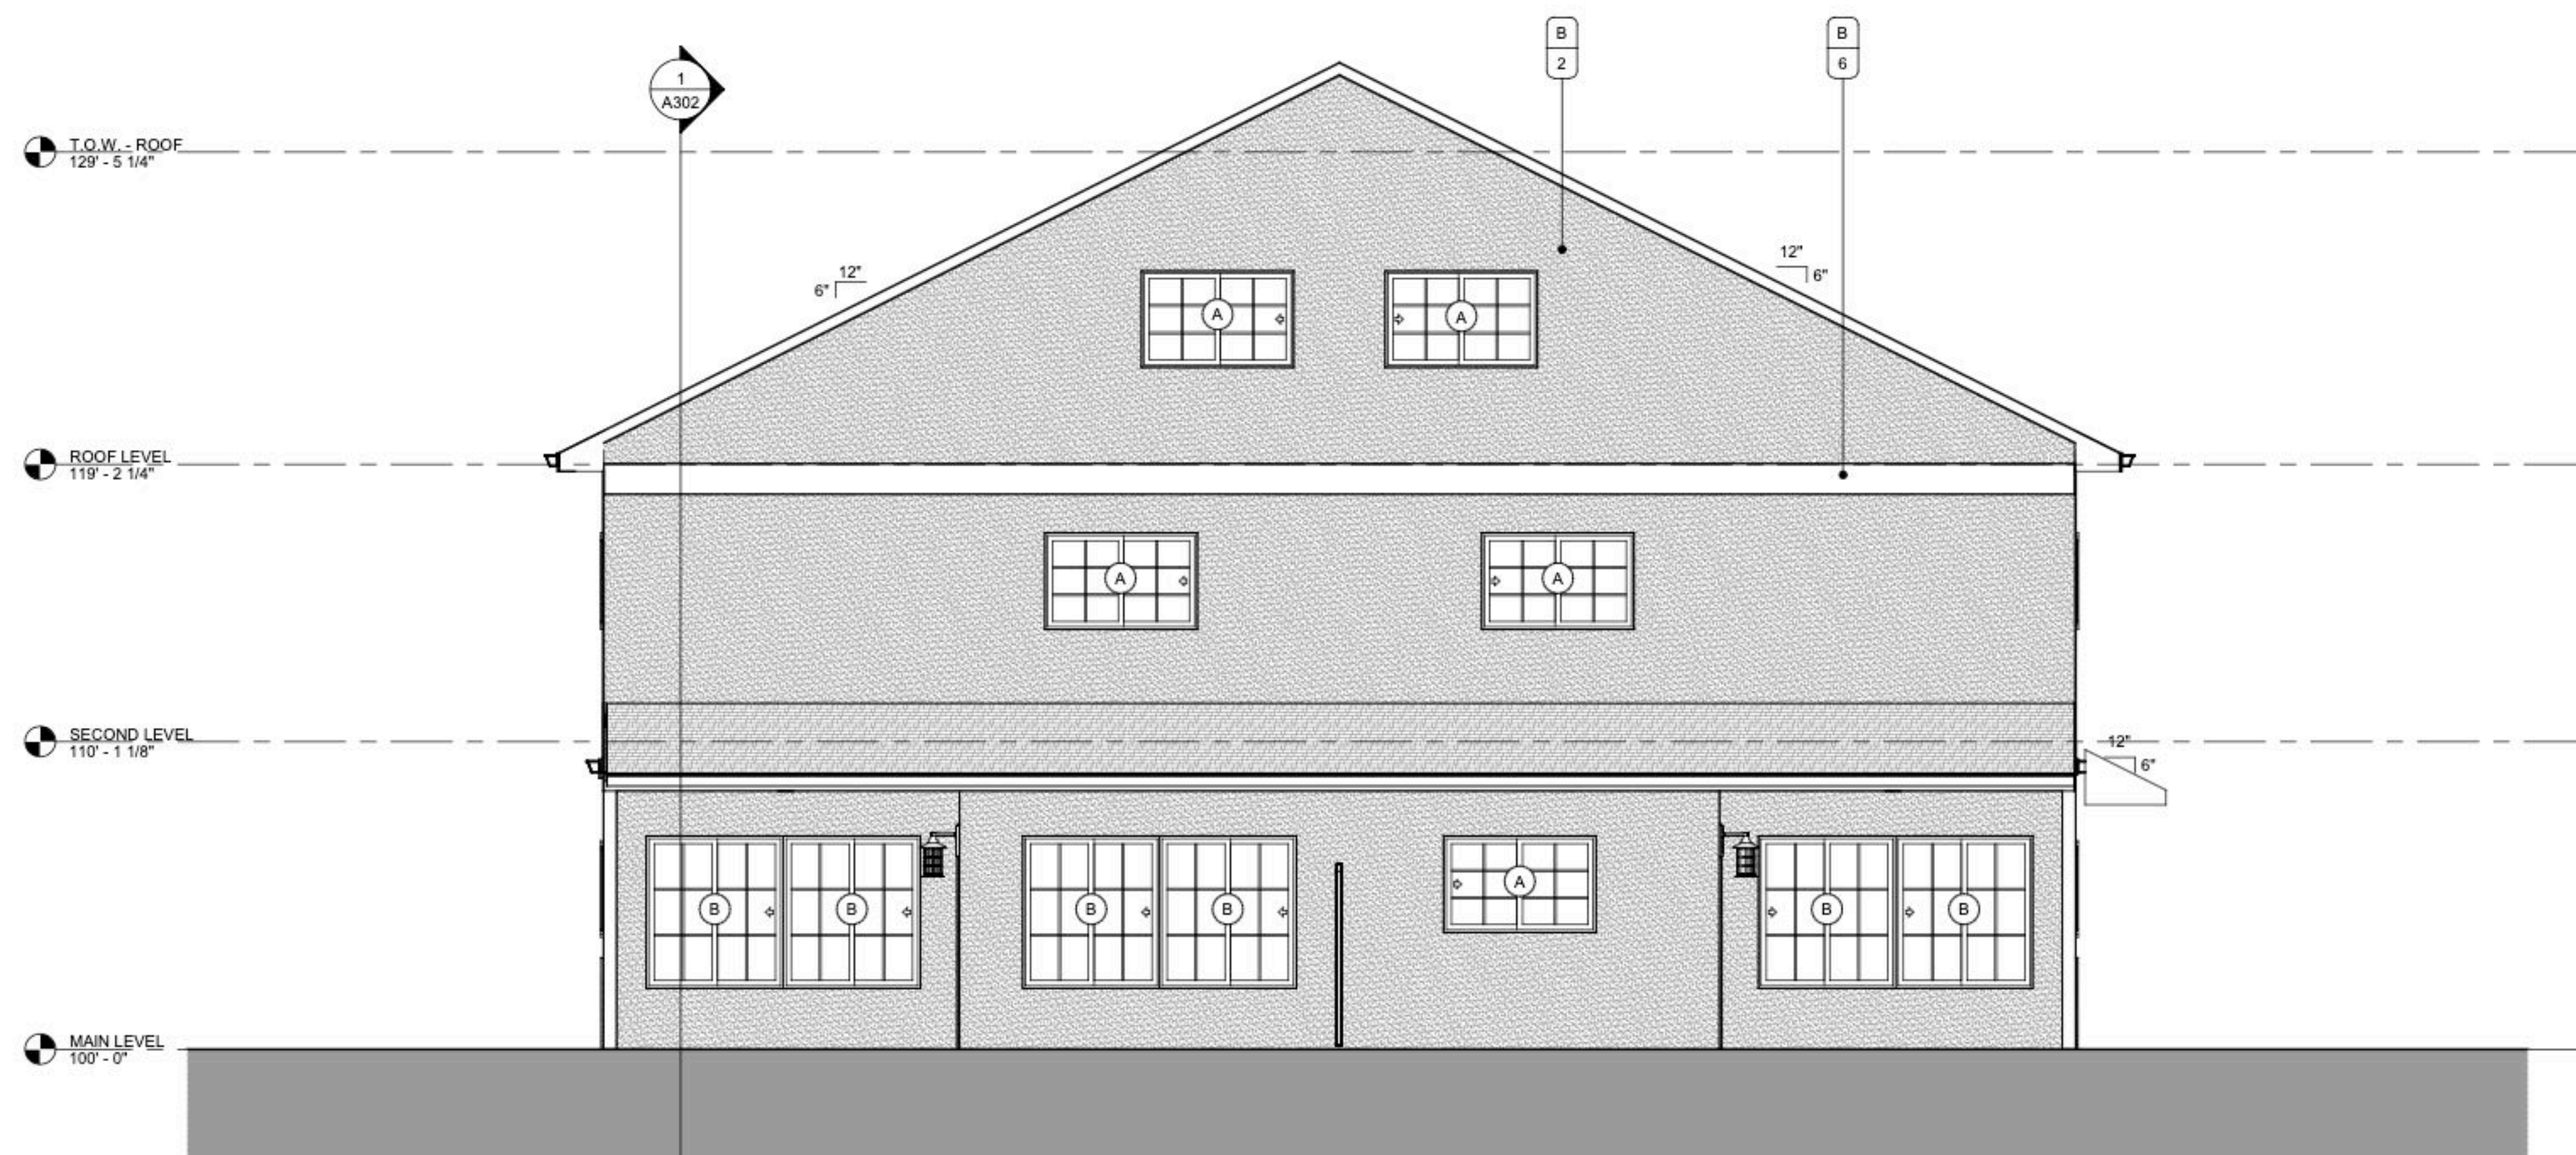 B
2
B
6
1
A302
T.O.W. - ROOF
129' - 5 1/4"
12"
6"
12"
6"
A
A
ROOF LEVEL
119' - 2 1/4"
A
A
SECOND LEVEL
110' - 1 1/8"
12"
6"
B
B
B
B
A
B
B
MAIN LEVEL
100' - 0"